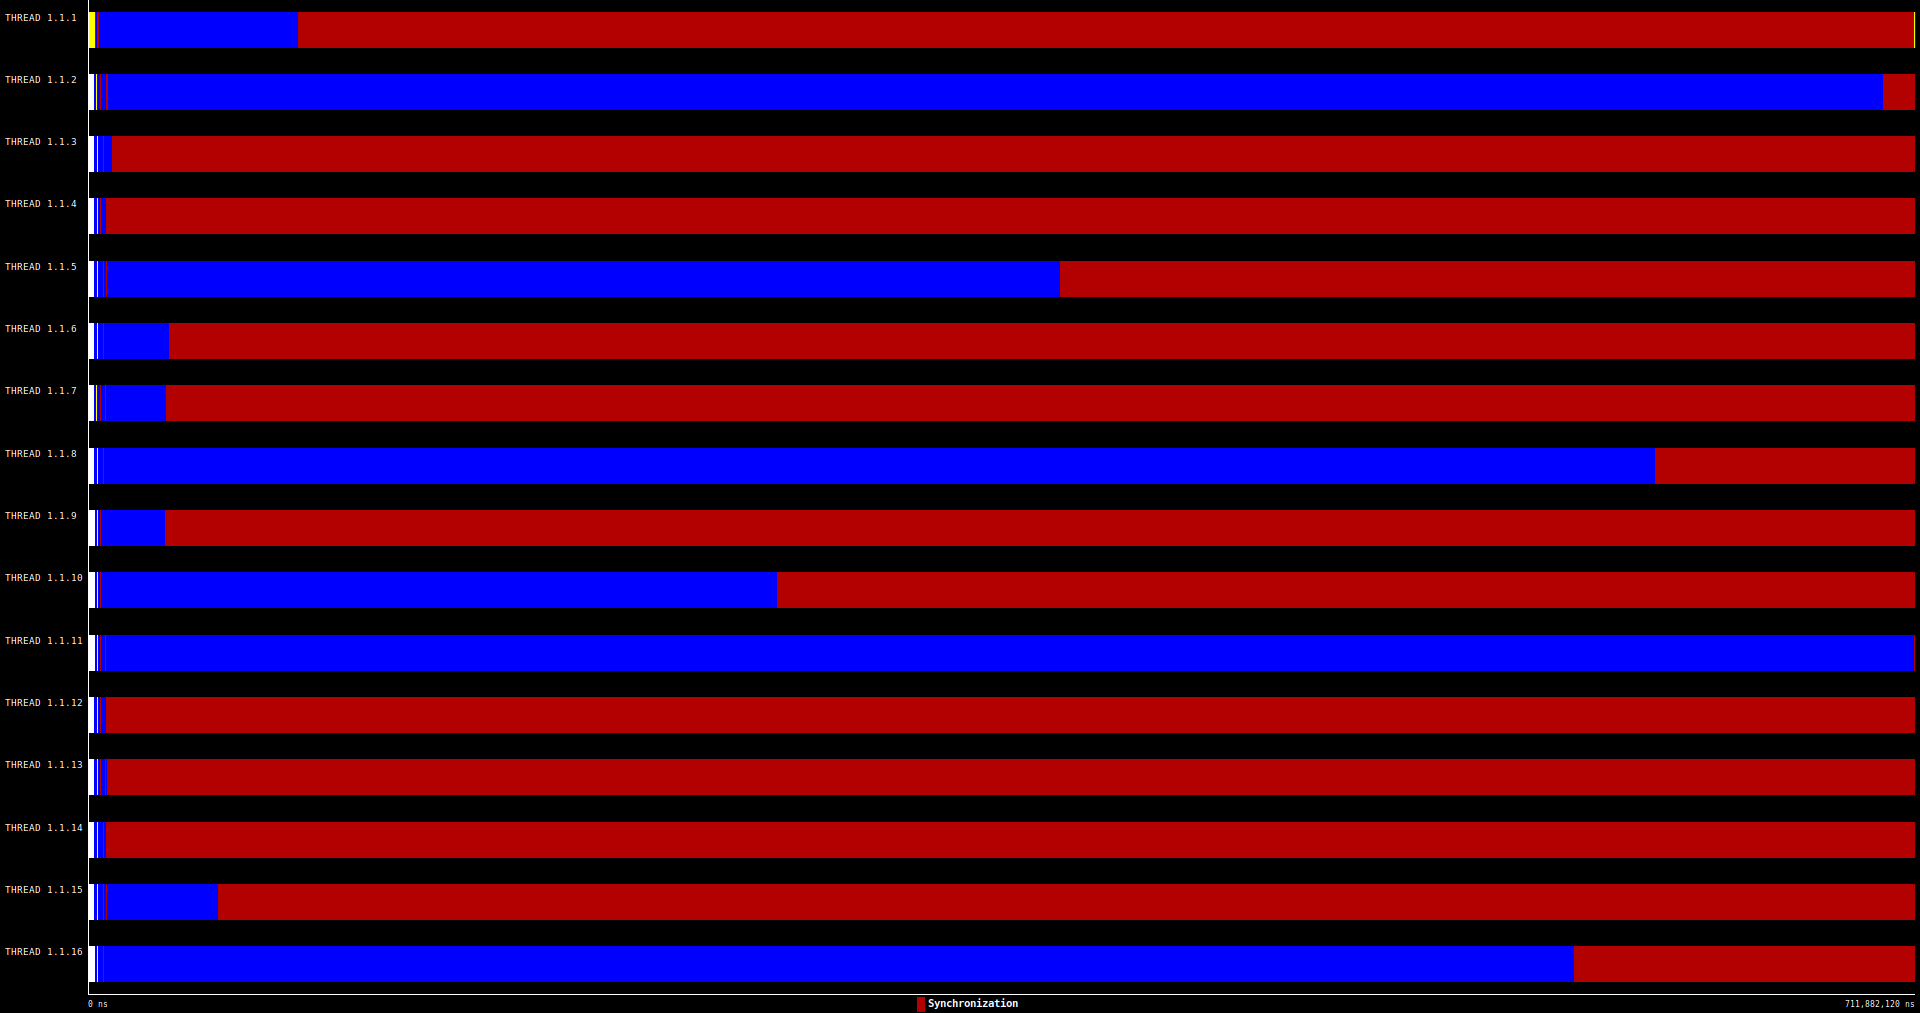 THREAD 1.1.1
THREAD 1.1.2
THREAD 1.1.3
THREAD 1.1.4
THREAD 1.1.5
THREAD 1.1.6
THREAD 1.1.7
THREAD 1.1.8
THREAD 1.1.9
THREAD 1.1.10
THREAD 1.1.11
THREAD 1.1.12
THREAD 1.1.13
THREAD 1.1.14
THREAD 1.1.15
THREAD 1.1.16
0 ns Synchronization 711,882,120 ns